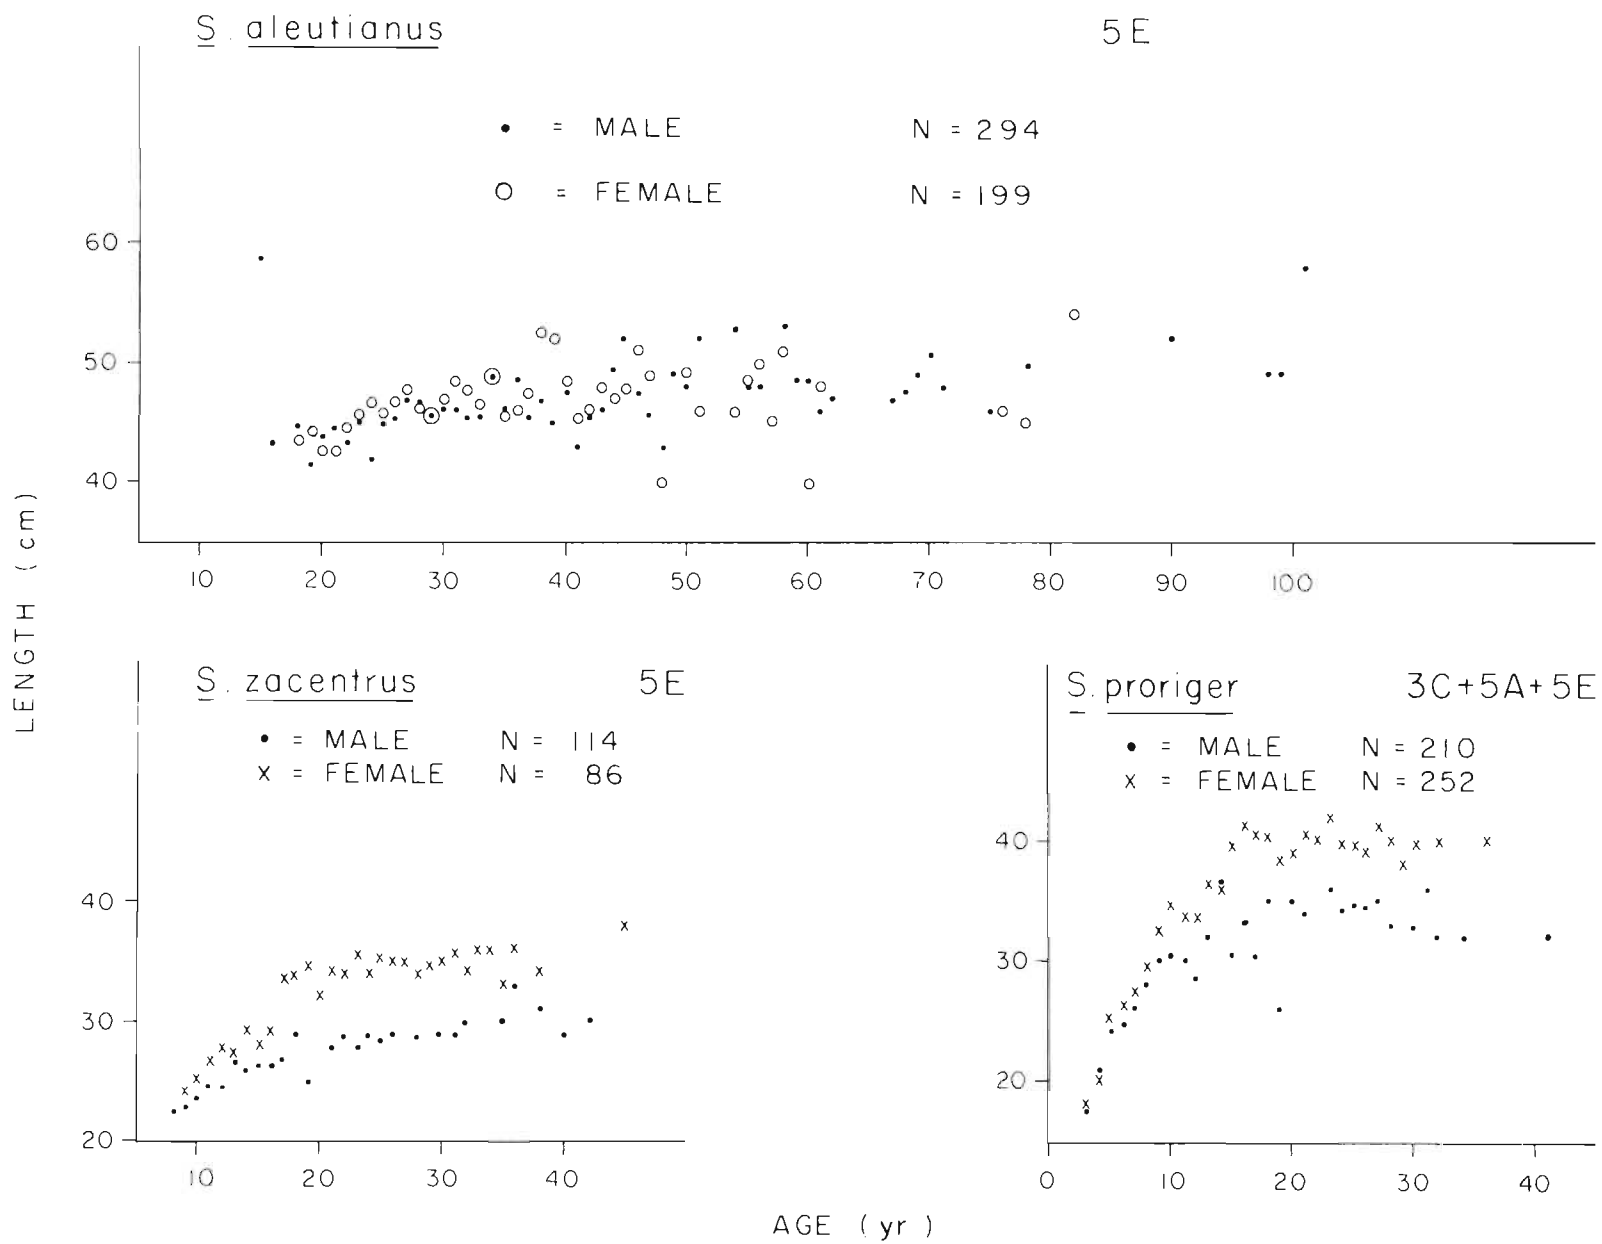 S. aleutianus 5E
• = MALE N = 294
○ = FEMALE N = 199
60
50
40
10 20 30 40 50 60 70 80 90 100
LENGTH (cm)
S. zacentrus 5E
• = MALE N = 114
x = FEMALE N = 86
40
30
20
10 20 30 40
S. proriger 3C+5A+5E
• = MALE N = 210
x = FEMALE N = 252
40
30
20
0 10 20 30 40
AGE (yr)